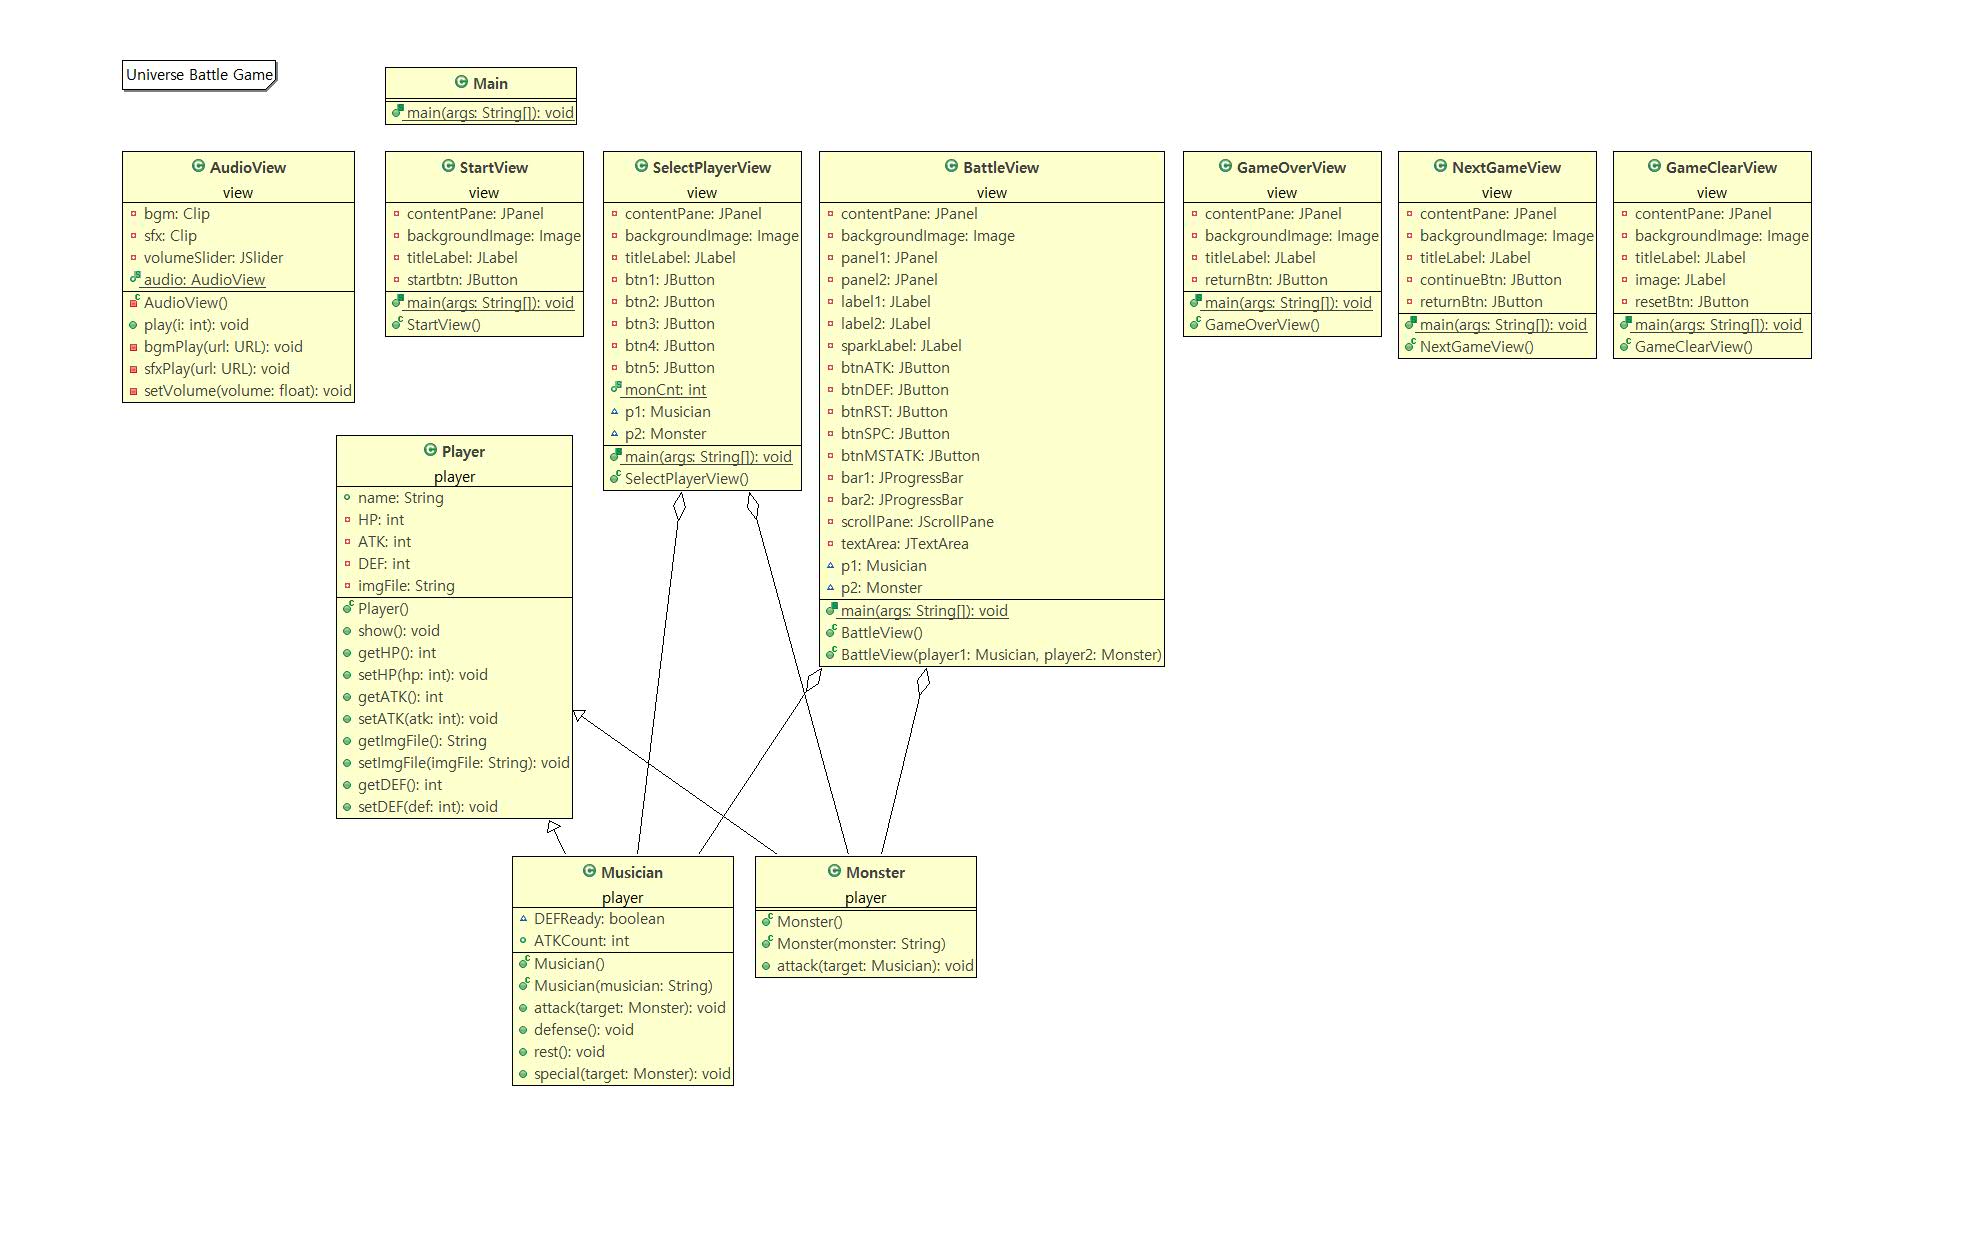 Universe Battle Game
Main
main(args: String[]): void
AudioView
view
bgm: Clip
sfx: Clip
volumeSlider: JSlider
audio: AudioView
AudioView()
play(i: int): void
bgmPlay(url: URL): void
sfxPlay(url: URL): void
setVolume(volume: float): void
StartView
view
contentPane: JPanel
backgroundImage: Image
titleLabel: JLabel
startbtn: JButton
main(args: String[]): void
StartView()
SelectPlayerView
view
contentPane: JPanel
backgroundImage: Image
titleLabel: JLabel
btn1: JButton
btn2: JButton
btn3: JButton
btn4: JButton
btn5: JButton
monCnt: int
p1: Musician
p2: Monster
main(args: String[]): void
SelectPlayerView()
BattleView
view
contentPane: JPanel
backgroundImage: Image
panel1: JPanel
panel2: JPanel
label1: JLabel
label2: JLabel
sparkLabel: JLabel
btnATK: JButton
btnDEF: JButton
btnRST: JButton
btnSPC: JButton
btnMSTATK: JButton
bar1: JProgressBar
bar2: JProgressBar
scrollPane: JScrollPane
textArea: JTextArea
p1: Musician
p2: Monster
main(args: String[]): void
BattleView()
BattleView(player1: Musician, player2: Monster)
GameOverView
view
contentPane: JPanel
backgroundImage: Image
titleLabel: JLabel
returnBtn: JButton
main(args: String[]): void
GameOverView()
NextGameView
view
contentPane: JPanel
backgroundImage: Image
titleLabel: JLabel
continueBtn: JButton
returnBtn: JButton
main(args: String[]): void
NextGameView()
GameClearView
view
contentPane: JPanel
backgroundImage: Image
titleLabel: JLabel
image: JLabel
resetBtn: JButton
main(args: String[]): void
GameClearView()
Player
player
name: String
HP: int
ATK: int
DEF: int
imgFile: String
Player()
show(): void
getHP(): int
setHP(hp: int): void
getATK(): int
setATK(atk: int): void
getImgFile(): String
setImgFile(imgFile: String): void
getDEF(): int
setDEF(def: int): void
Musician
player
DEFReady: boolean
ATKCount: int
Musician()
Musician(musician: String)
attack(target: Monster): void
defense(): void
rest(): void
special(target: Monster): void
Monster
player
Monster()
Monster(monster: String)
attack(target: Musician): void